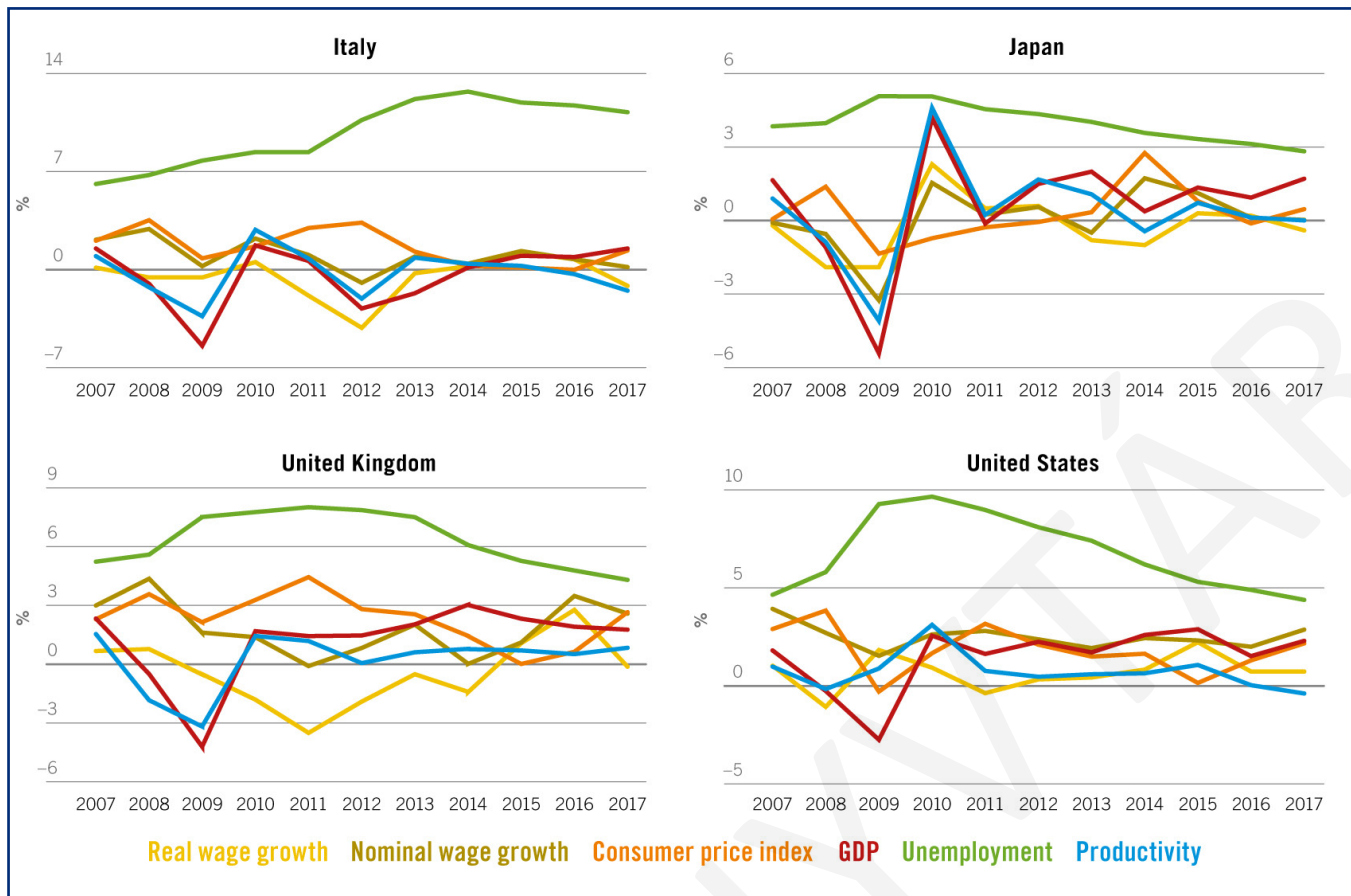 Italy
14
7
0
–7
%
2007 2008 2009 2010 2011 2012 2013 2014 2015 2016 2017
Japan
6
3
0
–3
–6
%
2007 2008 2009 2010 2011 2012 2013 2014 2015 2016 2017
United Kingdom
9
6
3
0
–3
–6
%
2007 2008 2009 2010 2011 2012 2013 2014 2015 2016 2017
United States
10
5
0
–5
%
2007 2008 2009 2010 2011 2012 2013 2014 2015 2016 2017
Real wage growth Nominal wage growth Consumer price index GDP Unemployment Productivity
YVTÁR